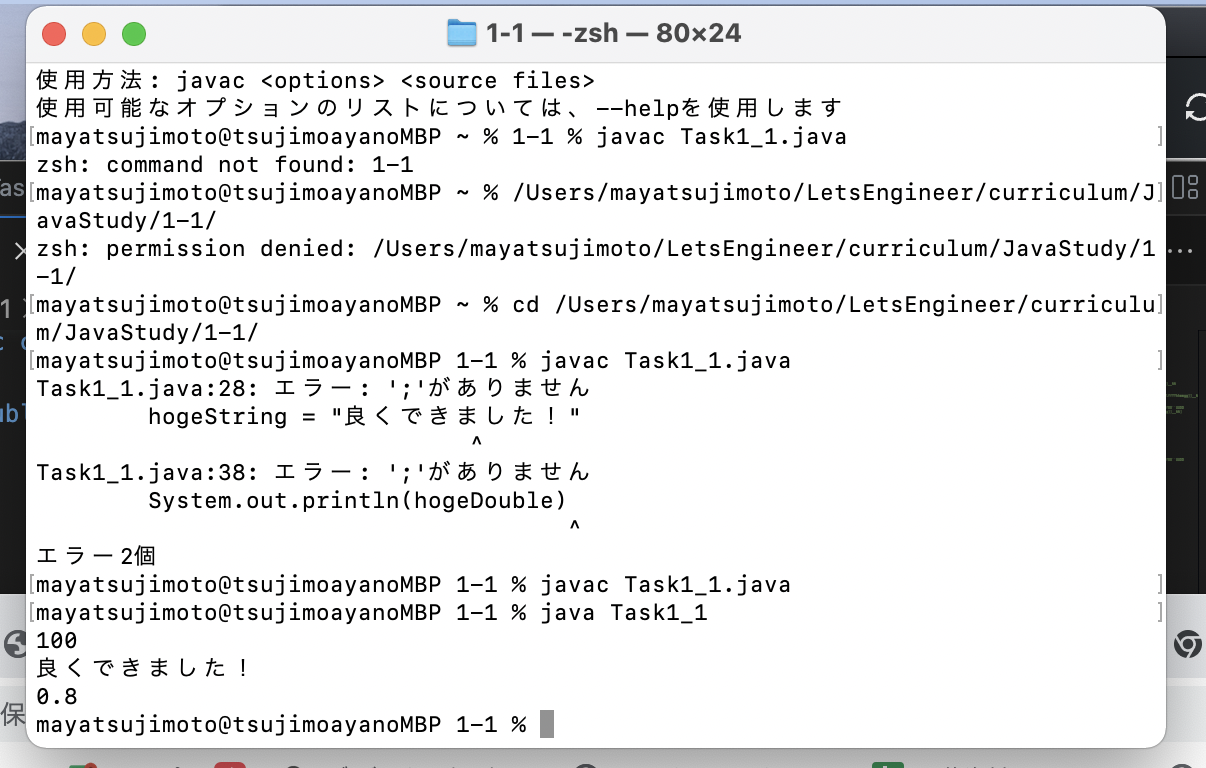 1-1 — -zsh — 80×24
使用方法: javac <options> <source files>
使用可能なオプションのリストについては、--helpを使用します
[mayatsujimoto@tsujimoayanoMBP ~ % 1-1 % javac Task1_1.java ]
zsh: command not found: 1-1
[mayatsujimoto@tsujimoayanoMBP ~ % /Users/mayatsujimoto/LetsEngineer/curriculum/J]
avaStudy/1-1/
zsh: permission denied: /Users/mayatsujimoto/LetsEngineer/curriculum/JavaStudy/1
-1/
[mayatsujimoto@tsujimoayanoMBP ~ % cd /Users/mayatsujimoto/LetsEngineer/curriculu]
m/JavaStudy/1-1/
[mayatsujimoto@tsujimoayanoMBP 1-1 % javac Task1_1.java ]
Task1_1.java:28: エラー: ';'がありません
hogeString = "良くできました！"
^
Task1_1.java:38: エラー: ';'がありません
System.out.println(hogeDouble)
^
エラー2個
[mayatsujimoto@tsujimoayanoMBP 1-1 % javac Task1_1.java ]
[mayatsujimoto@tsujimoayanoMBP 1-1 % java Task1_1 ]
100
良くできました！
0.8
mayatsujimoto@tsujimoayanoMBP 1-1 %
as
1
保